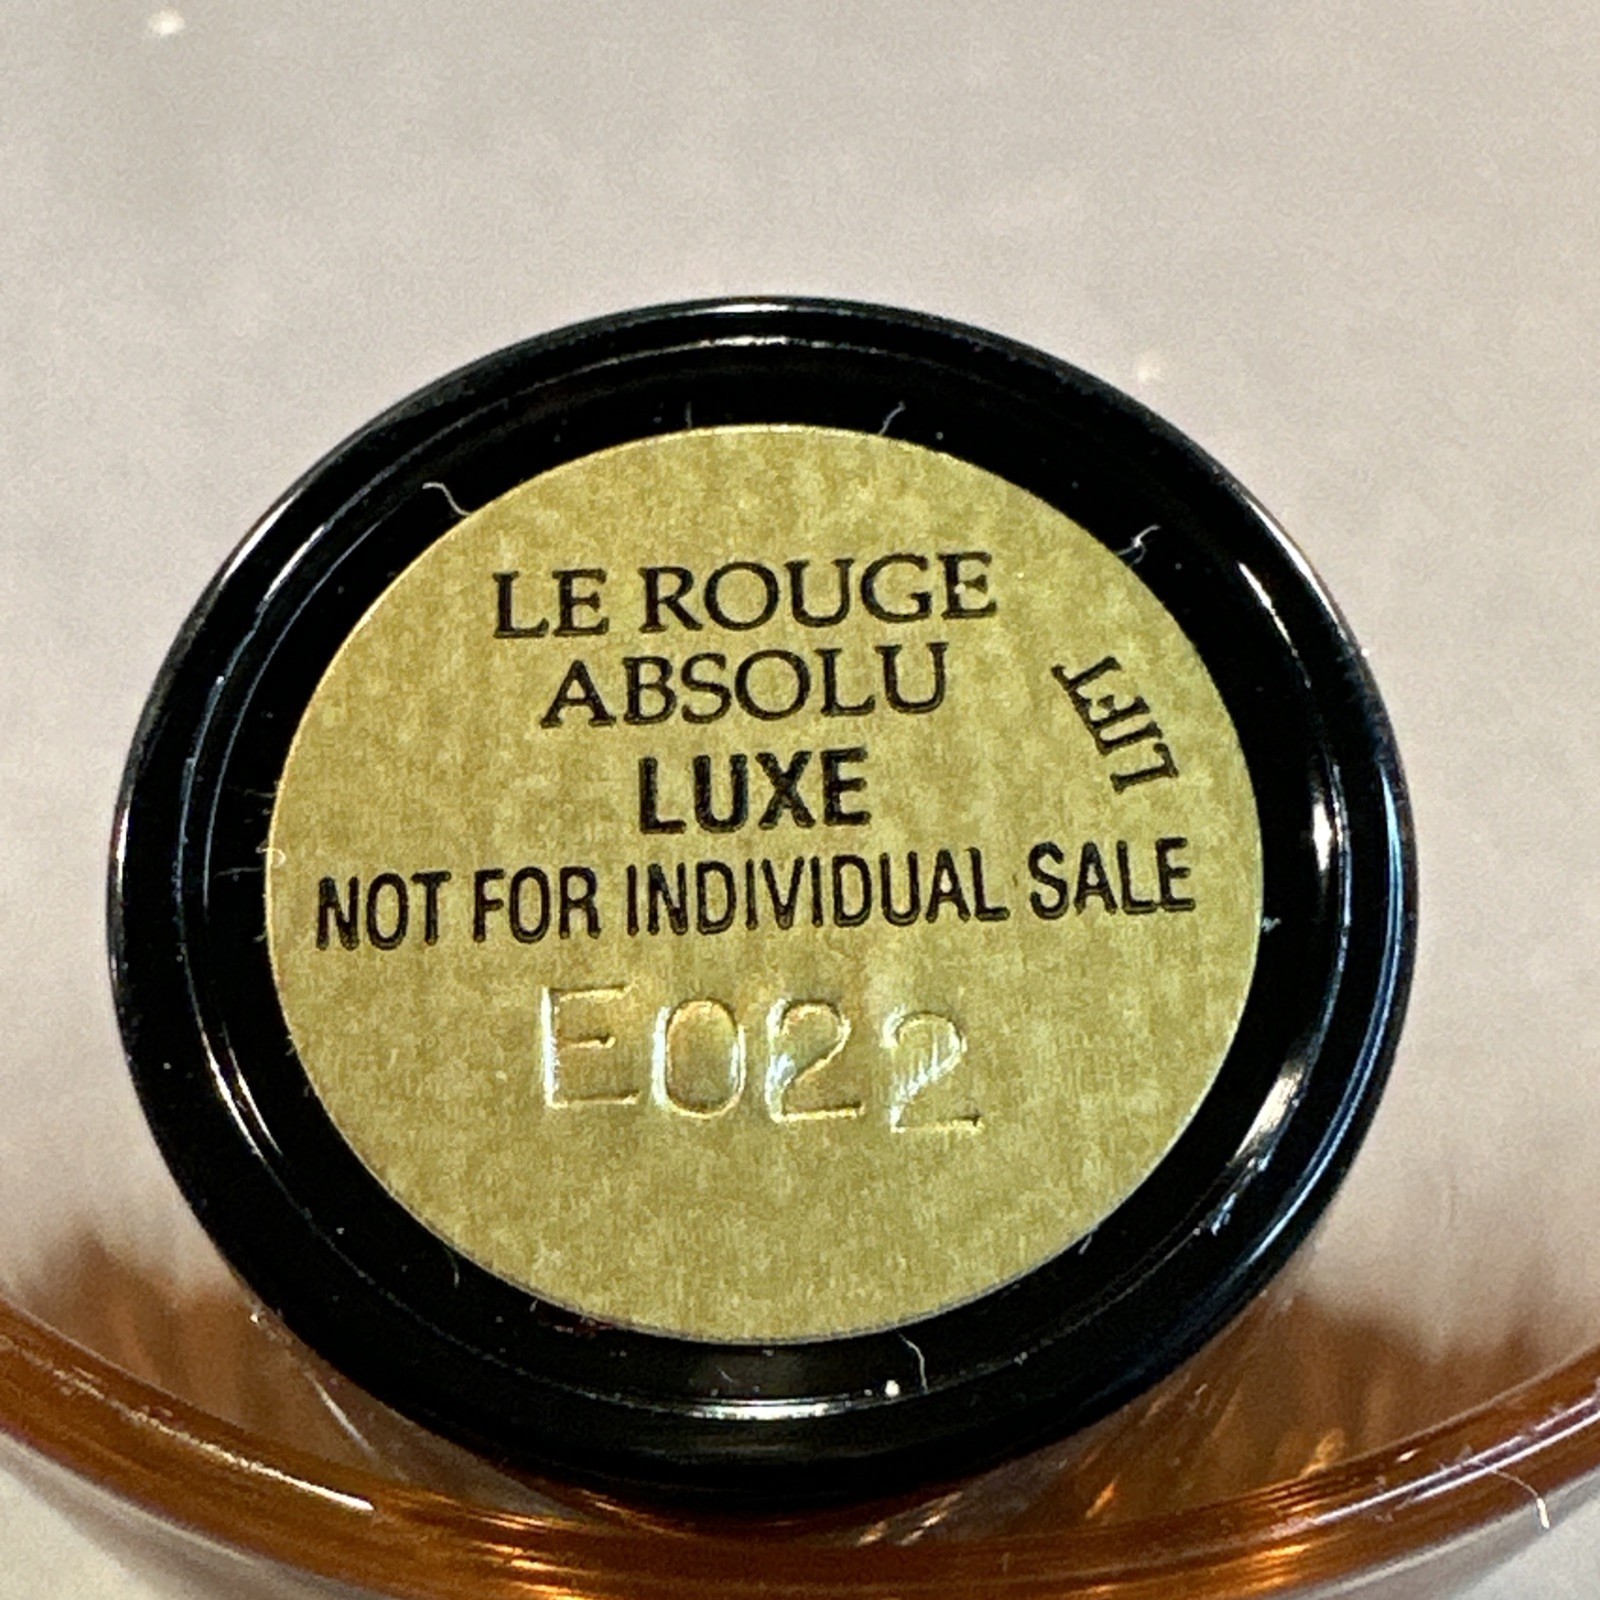 LE ROUGE
ABSOLU
LUXE
NOT FOR INDIVIDUAL SALE
E022
LIFT